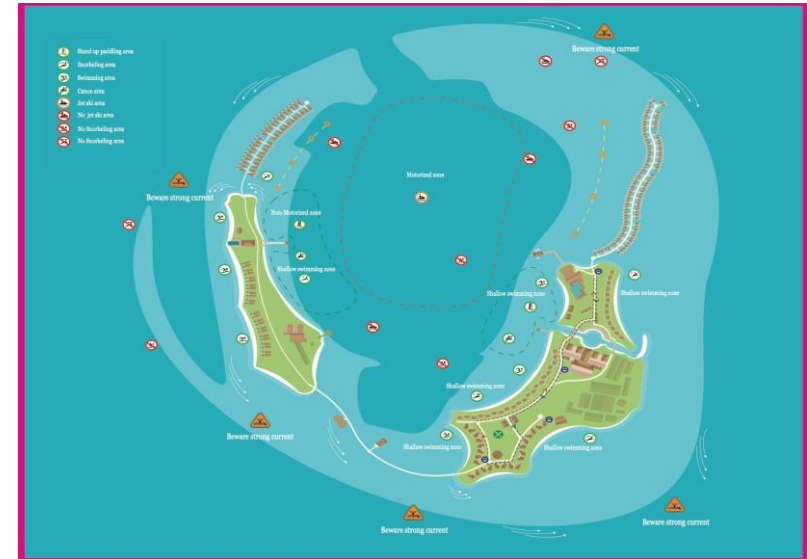 Stand up padding area
Snorkeling area
Swimming area
Canoe area
Jet ski area
No jet ski area
No Snorkeling area
No Snorkeling area
Beware strong current
Beware strong current
Motorized zone
Non-Motorized zone
Shallow swimming zone
Shallow swimming zone
Shallow swimming zone
Shallow swimming zone
Shallow swimming zone
Shallow swimming zone
Beware strong current
Beware strong current
Beware strong current